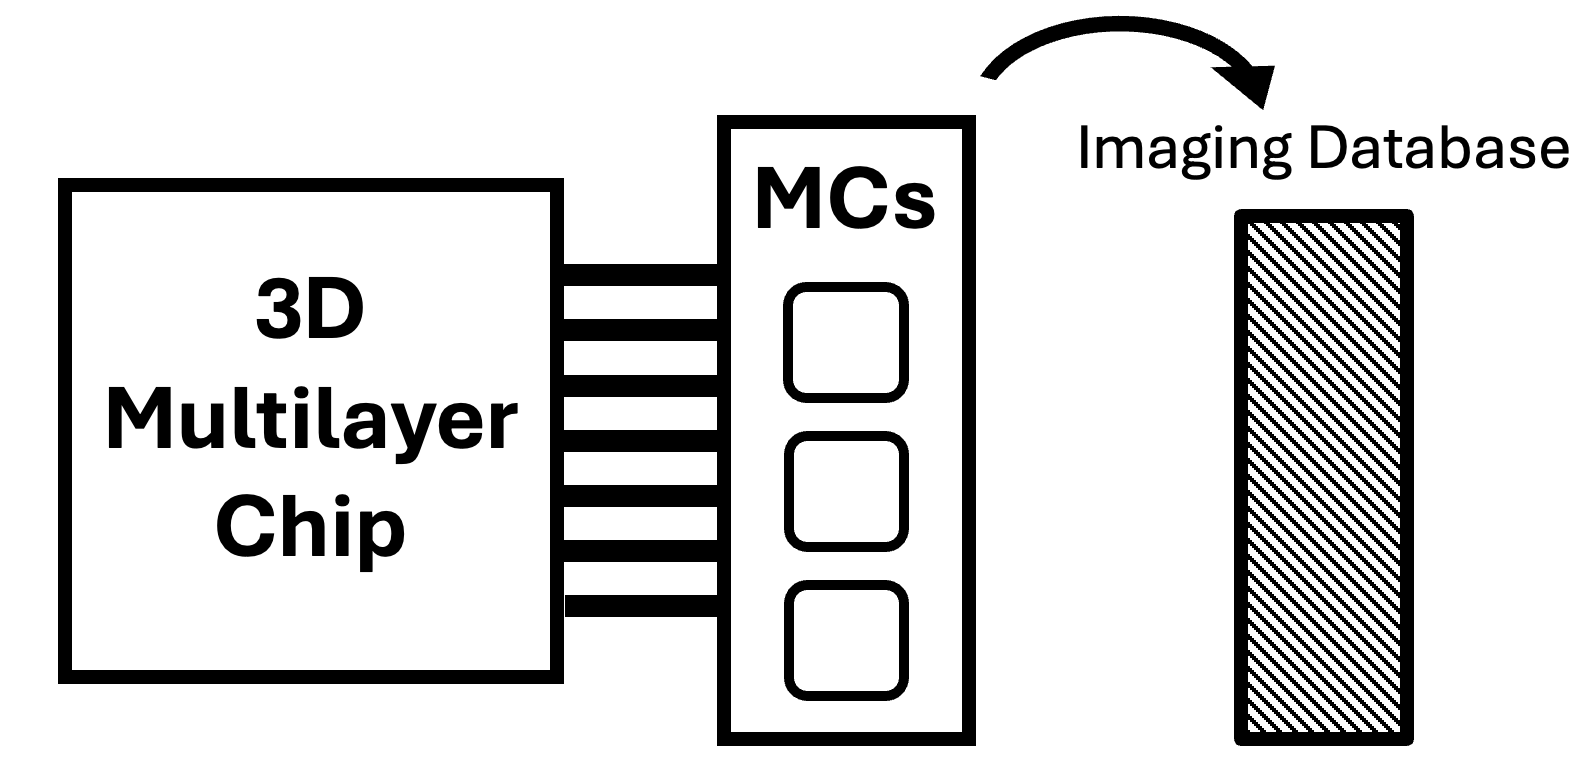 3D
Multilayer
Chip
MCs
Imaging Database